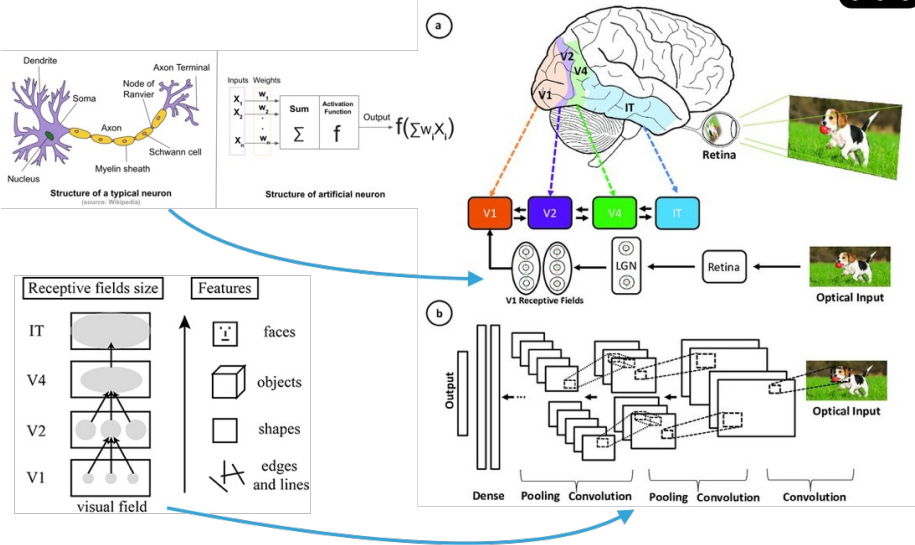 Dendrite
Soma
Axon
Node of
Ranvier
Axon Terminal
Schwann cell
Myelin sheath
Nucleus
Structure of a typical neuron
(source: Wikipedia)
Inputs Weights
X1 w1
X2 w2
Xn wn
Sum
Σ
Activation
Function
f
Output
f(∑wiXi)
Structure of artificial neuron
a
V1
V2
V4
IT
Retina
V1
V2
V4
IT
V1 Receptive Fields
LGN
Retina
Optical Input
Receptive fields size
Features
IT
faces
V4
objects
V2
shapes
V1
edges
and lines
visual field
b
Output
...
Optical Input
Dense
Pooling Convolution
Pooling Convolution
Convolution